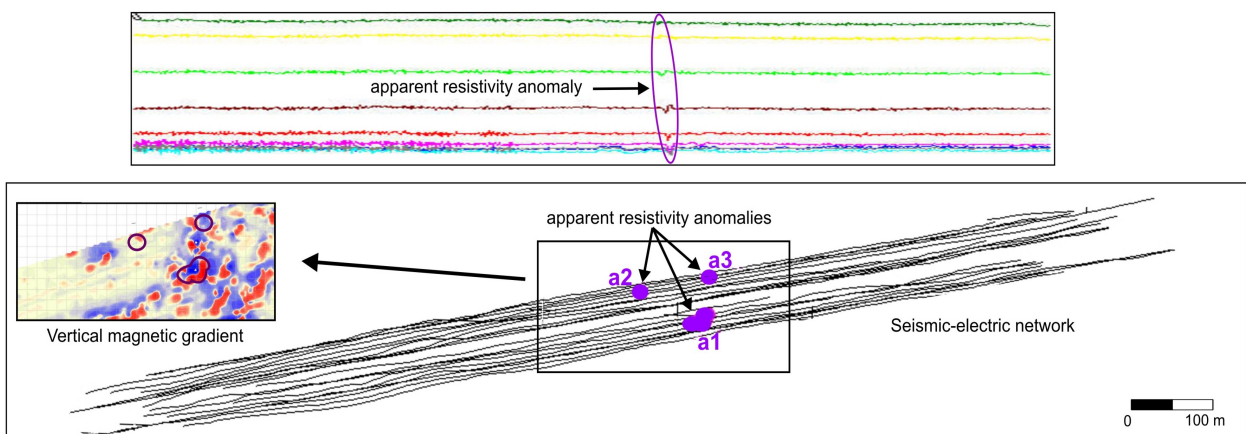 apparent resistivity anomaly
apparent resistivity anomalies
a3
a2
a1
Vertical magnetic gradient
Seismic-electric network
0 100 m